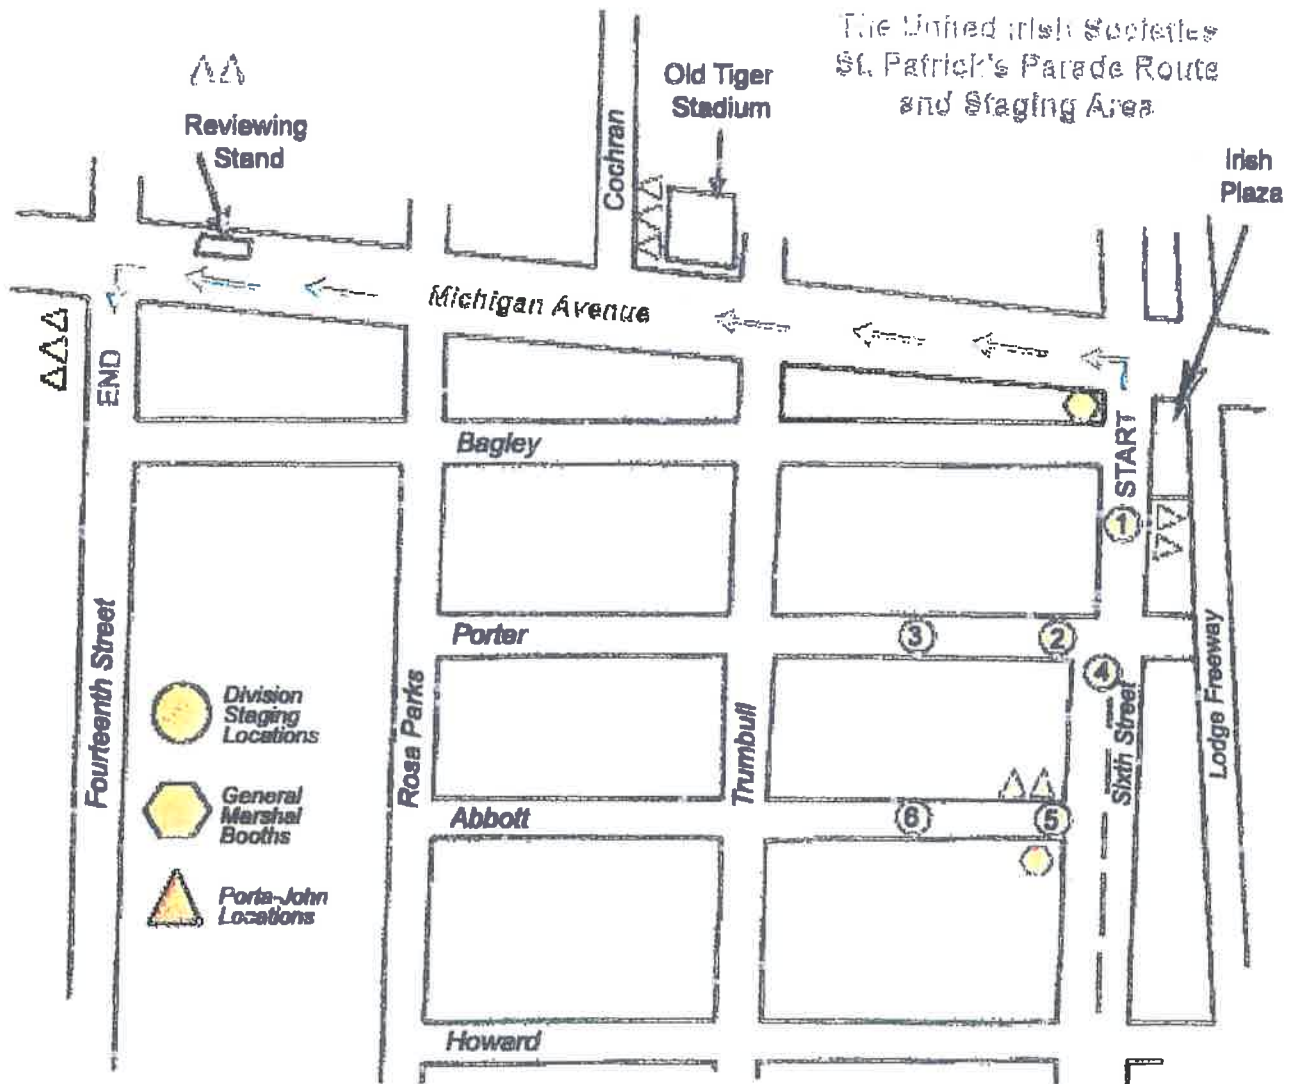 The United Irish Societies
St. Patrick's Parade Route
and Staging Area
Old Tiger
Stadium
Reviewing
Stand
Irish
Plaza
Cochran
Michigan Avenue
END
START
Bagley
1
Porter
3
2
4
Fourteenth Street
Rosa Parks
Trumbull
Sixth Street
Lodge Freeway
Division
Staging
Locations
General
Marshal
Booths
Porta-John
Locations
Abbott
6
5
Howard